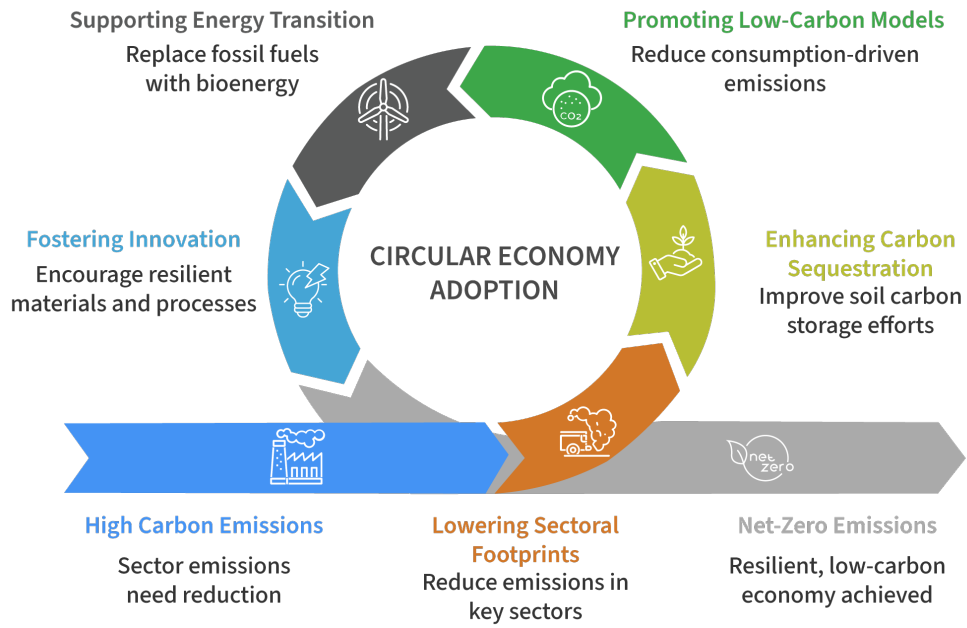 Supporting Energy Transition
Replace fossil fuels
with bioenergy
Promoting Low-Carbon Models
Reduce consumption-driven
emissions
CO2
Fostering Innovation
Encourage resilient
materials and processes
CIRCULAR ECONOMY
ADOPTION
Enhancing Carbon
Sequestration
Improve soil carbon
storage efforts
net
zero
High Carbon Emissions
Sector emissions
need reduction
Lowering Sectoral
Footprints
Reduce emissions in
key sectors
Net-Zero Emissions
Resilient, low-carbon
economy achieved